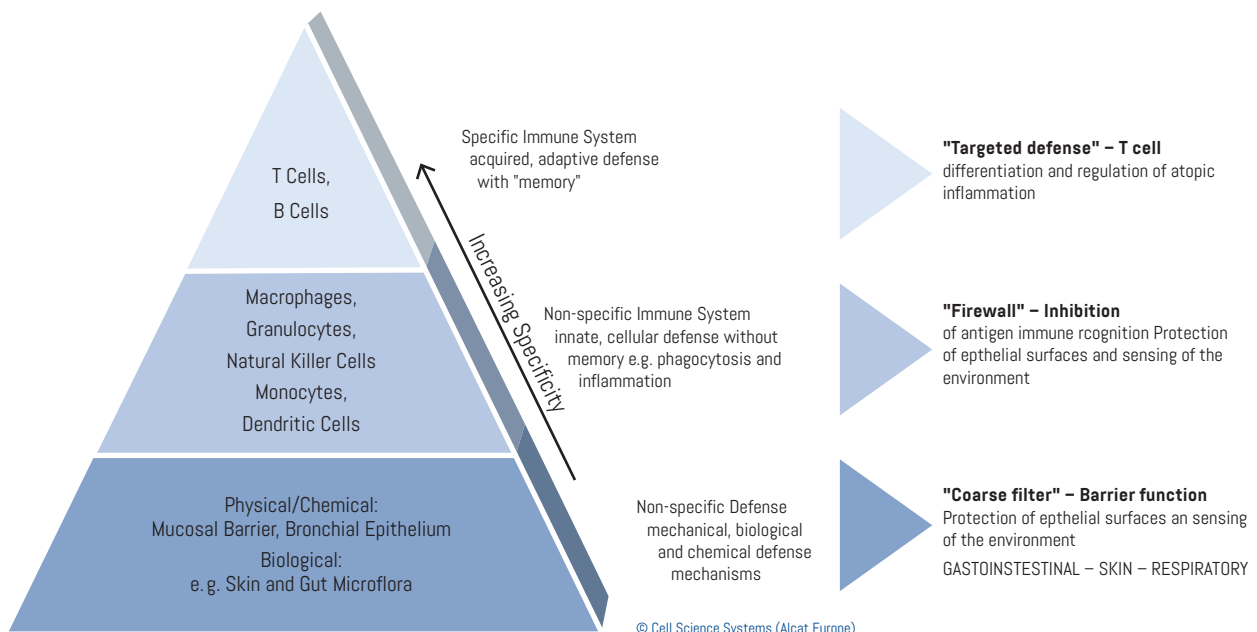 T Cells,
B Cells
Specific Immune System
acquired, adaptive defense
with "memory"
"Targeted defense" – T cell
differentiation and regulation of atopic
inflammation
Increasing Specificity
Macrophages,
Granulocytes,
Natural Killer Cells
Monocytes,
Dendritic Cells
Non-specific Immune System
innate, cellular defense without
memory e.g. phagocytosis and
inflammation
"Firewall" – Inhibition
of antigen immune rcognition Protection
of epthelial surfaces and sensing of the
environment
Physical/Chemical:
Mucosal Barrier, Bronchial Epithelium
Biological:
e.g. Skin and Gut Microflora
Non-specific Defense
mechanical, biological
and chemical defense
mechanisms
"Coarse filter" – Barrier function
Protection of epthelial surfaces an sensing
of the environment
GASTOINSTESTINAL – SKIN – RESPIRATORY
© Cell Science Systems (Alcat Europe)